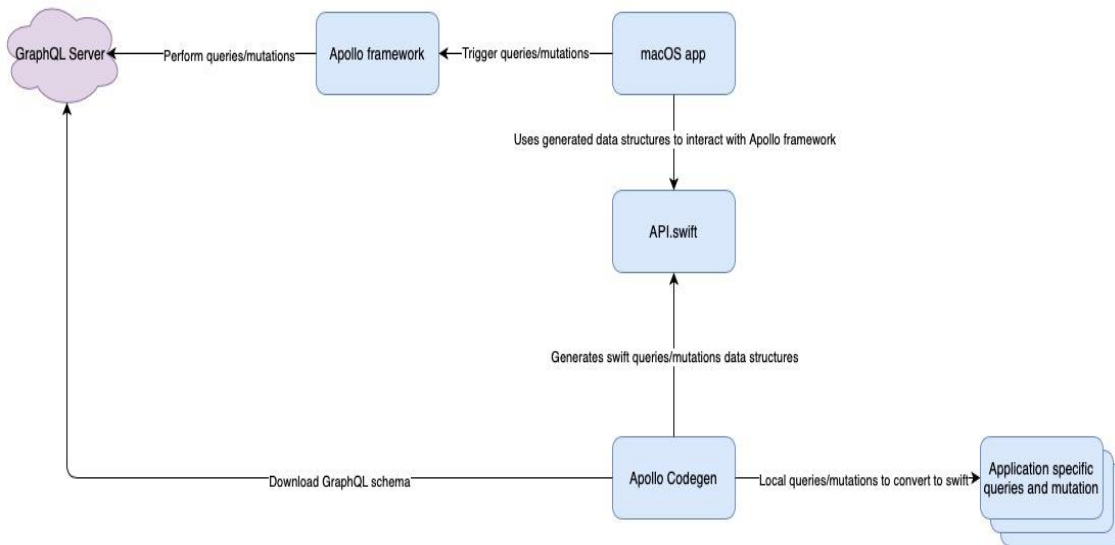 GraphQL Server
Perform queries/mutations
Apollo framework
Trigger queries/mutations
macOS app
Uses generated data structures to interact with Apollo framework
API.swift
Generates swift queries/mutations data structures
Download GraphQL schema
Apollo Codegen
Local queries/mutations to convert to swift
Application specific
queries and mutation